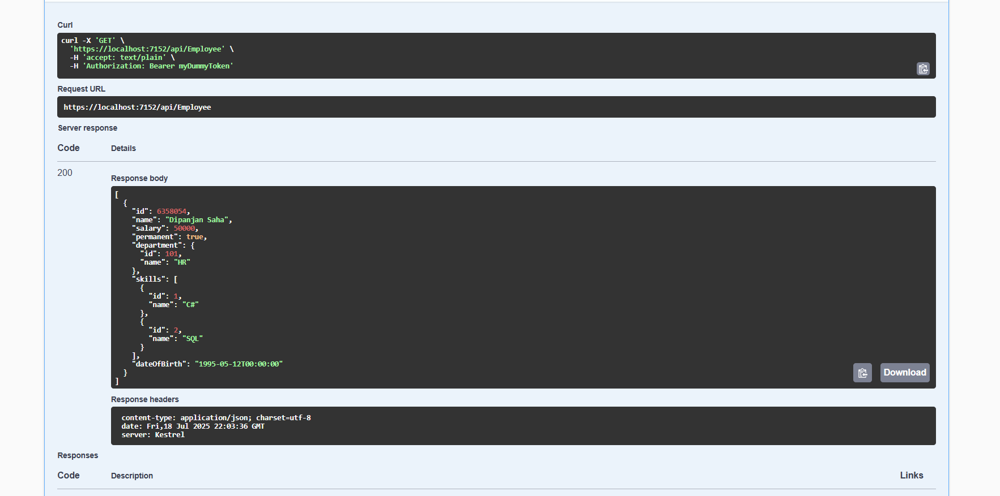 Curl
curl -X 'GET' \
  'https://localhost:7152/api/Employee' \
  -H 'accept: text/plain' \
  -H 'Authorization: Bearer myDummyToken'
Request URL
https://localhost:7152/api/Employee
Server response
Code Details
200
Response body
[
  {
    "id": 6358054,
    "name": "Dipanjan Saha",
    "salary": 50000,
    "permanent": true,
    "department": {
      "id": 101,
      "name": "HR"
    },
    "skills": [
      {
        "id": 1,
        "name": "C#"
      },
      {
        "id": 2,
        "name": "SQL"
      }
    ],
    "dateOfBirth": "1995-05-12T00:00:00"
  }
]
Download
Response headers
content-type: application/json; charset=utf-8
date: Fri,18 Jul 2025 22:03:36 GMT
server: Kestrel
Responses
Code Description Links